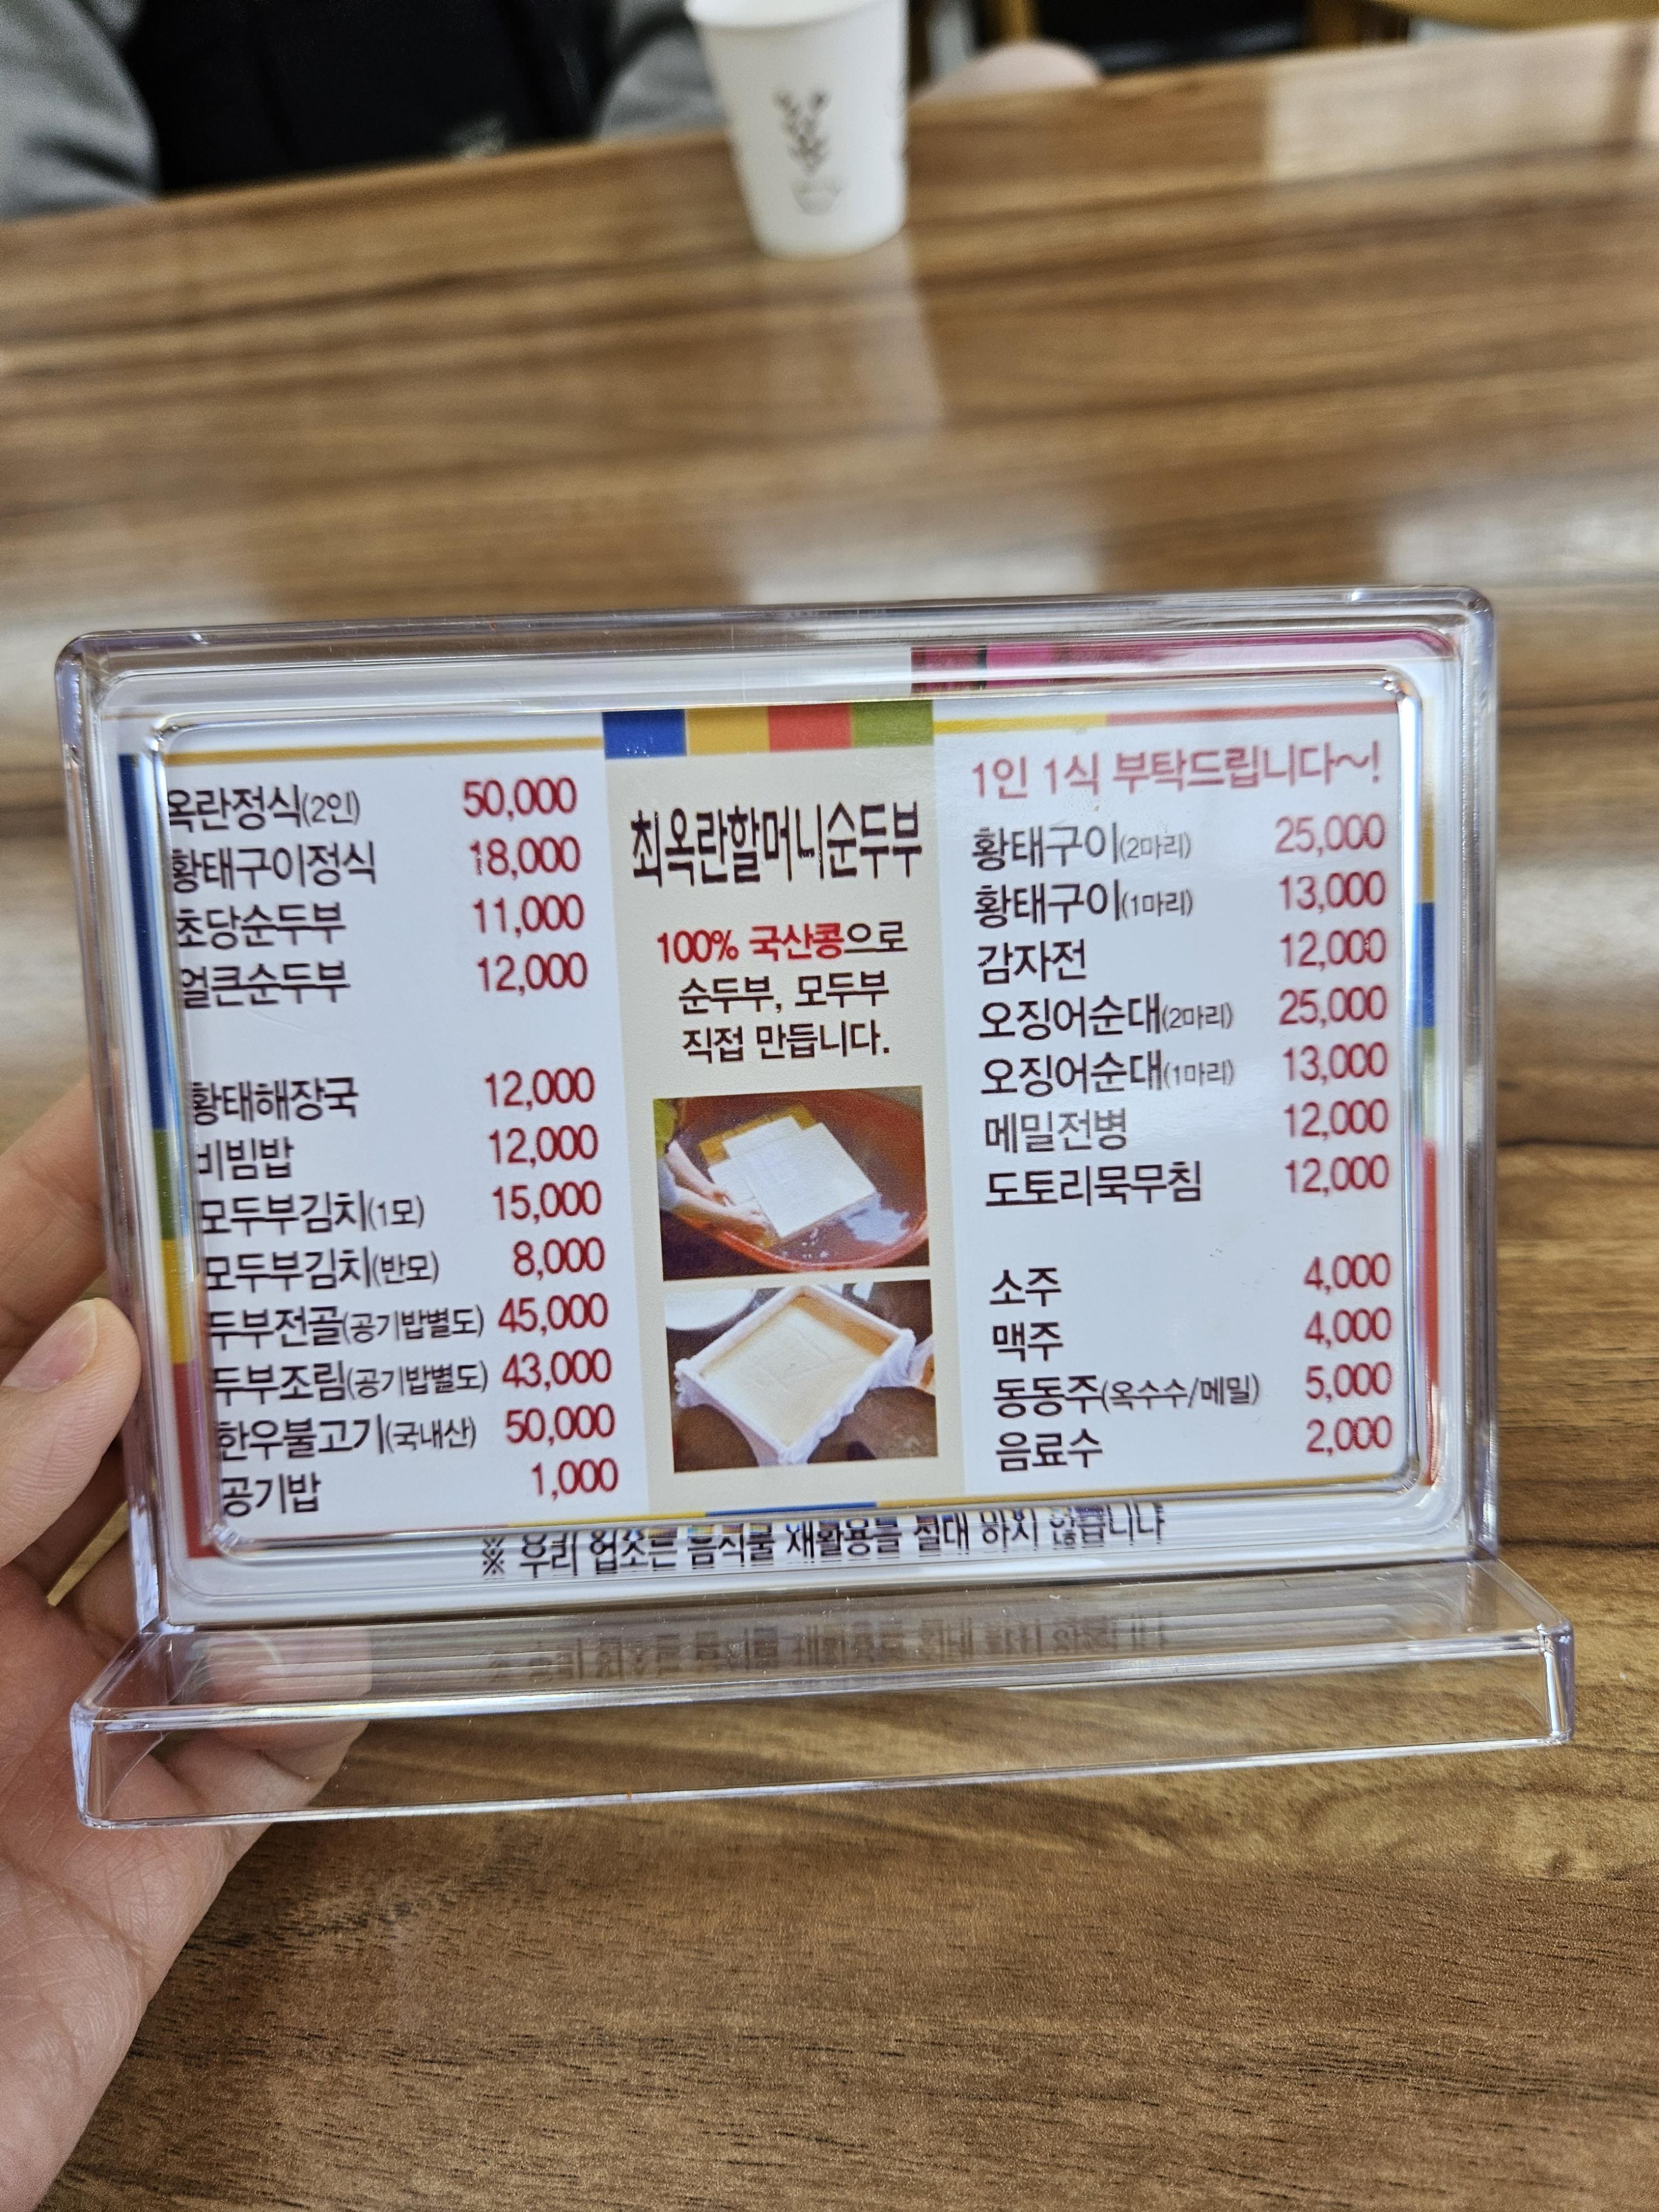 옥란정식(2인) 50,000
황태구이정식 18,000
초당순두부 11,000
얼큰순두부 12,000
황태해장국 12,000
비빔밥 12,000
모두부김치(1모) 15,000
모두부김치(반모) 8,000
두부전골(공기밥별도) 45,000
두부조림(공기밥별도) 43,000
한우불고기(국내산) 50,000
공기밥 1,000
최옥란할머니순두부
100% 국산콩으로
순두부, 모두부
직접 만듭니다.
1인 1식 부탁드립니다~!
황태구이(2마리) 25,000
황태구이(1마리) 13,000
감자전 12,000
오징어순대(2마리) 25,000
오징어순대(1마리) 13,000
메밀전병 12,000
도토리묵무침 12,000
소주 4,000
맥주 4,000
동동주(옥수수/메밀) 5,000
음료수 2,000
※ 우리 업소는 음식물 재활용을 절대 하지 않습니다